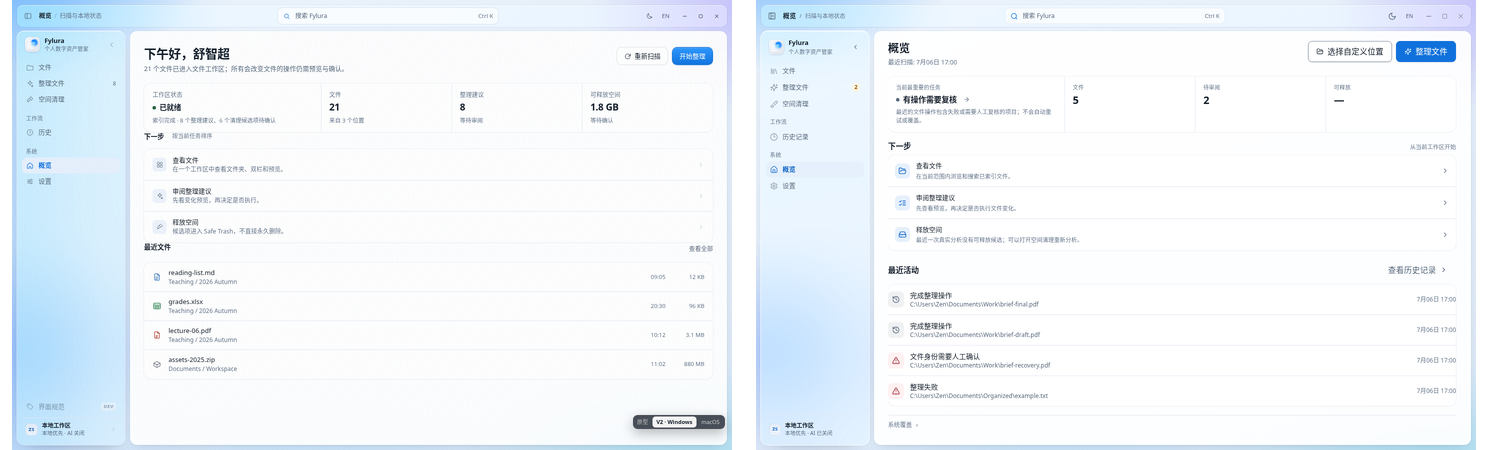 概览 / 扫描与本地状态
搜索 Fylura
Ctrl K
EN
Fylura
个人数字资产管家
文件
整理文件
8
空间清理
工作流
历史
系统
概览
设置
界面规范
DEV
ZS
本地工作区
本地优先 · AI 关闭
下午好，舒智超
21 个文件已进入文件工作区；所有会改变文件的操作仍需预览与确认。
重新扫描
开始整理
工作区状态
已就绪
索引完成 · 8 个整理建议、6 个清理候选项待确认
文件
21
来自 3 个位置
整理建议
8
等待审阅
可释放空间
1.8 GB
等待确认
下一步
按当前任务排序
查看文件
在一个工作区中查看文件夹、双栏和预览。
审阅整理建议
先看变化预览，再决定是否执行。
释放空间
候选项进入 Safe Trash，不直接永久删除。
最近文件
查看全部
reading-list.md
Teaching / 2026 Autumn
09:05
12 KB
grades.xlsx
Teaching / 2026 Autumn
20:30
96 KB
lecture-06.pdf
Teaching / 2026 Autumn
10:12
3.1 MB
assets-2025.zip
Documents / Workspace
11:02
880 MB
原型
V2 · Windows
macOS
概览 / 扫描与本地状态
搜索 Fylura
Ctrl K
EN
Fylura
个人数字资产管家
文件
整理文件
2
空间清理
工作流
历史记录
系统
概览
设置
ZS
本地工作区
本地优先 · AI 已关闭
概览
最近扫描: 7月06日 17:00
选择自定义位置
整理文件
当前最重要的任务
有操作需要复核
最近的文件操作包含失败或需要人工复核的项目；不会自动重
试或覆盖。
文件
5
待审阅
2
可释放
—
下一步
从当前工作区开始
查看文件
在当前范围内浏览和搜索已索引文件。
审阅整理建议
先查看预览，再决定是否执行文件变化。
释放空间
最近一次真实分析没有可释放候选；可以打开空间清理重新分析。
最近活动
查看历史记录
完成整理操作
C:\Users\Zen\Documents\Work\brief-final.pdf
7月06日 17:00
完成整理操作
C:\Users\Zen\Documents\Work\brief-draft.pdf
7月06日 17:00
文件身份需要人工确认
C:\Users\Zen\Documents\Work\brief-recovery.pdf
7月06日 17:00
整理失败
C:\Users\Zen\Documents\Organized\example.txt
7月06日 17:00
系统覆盖